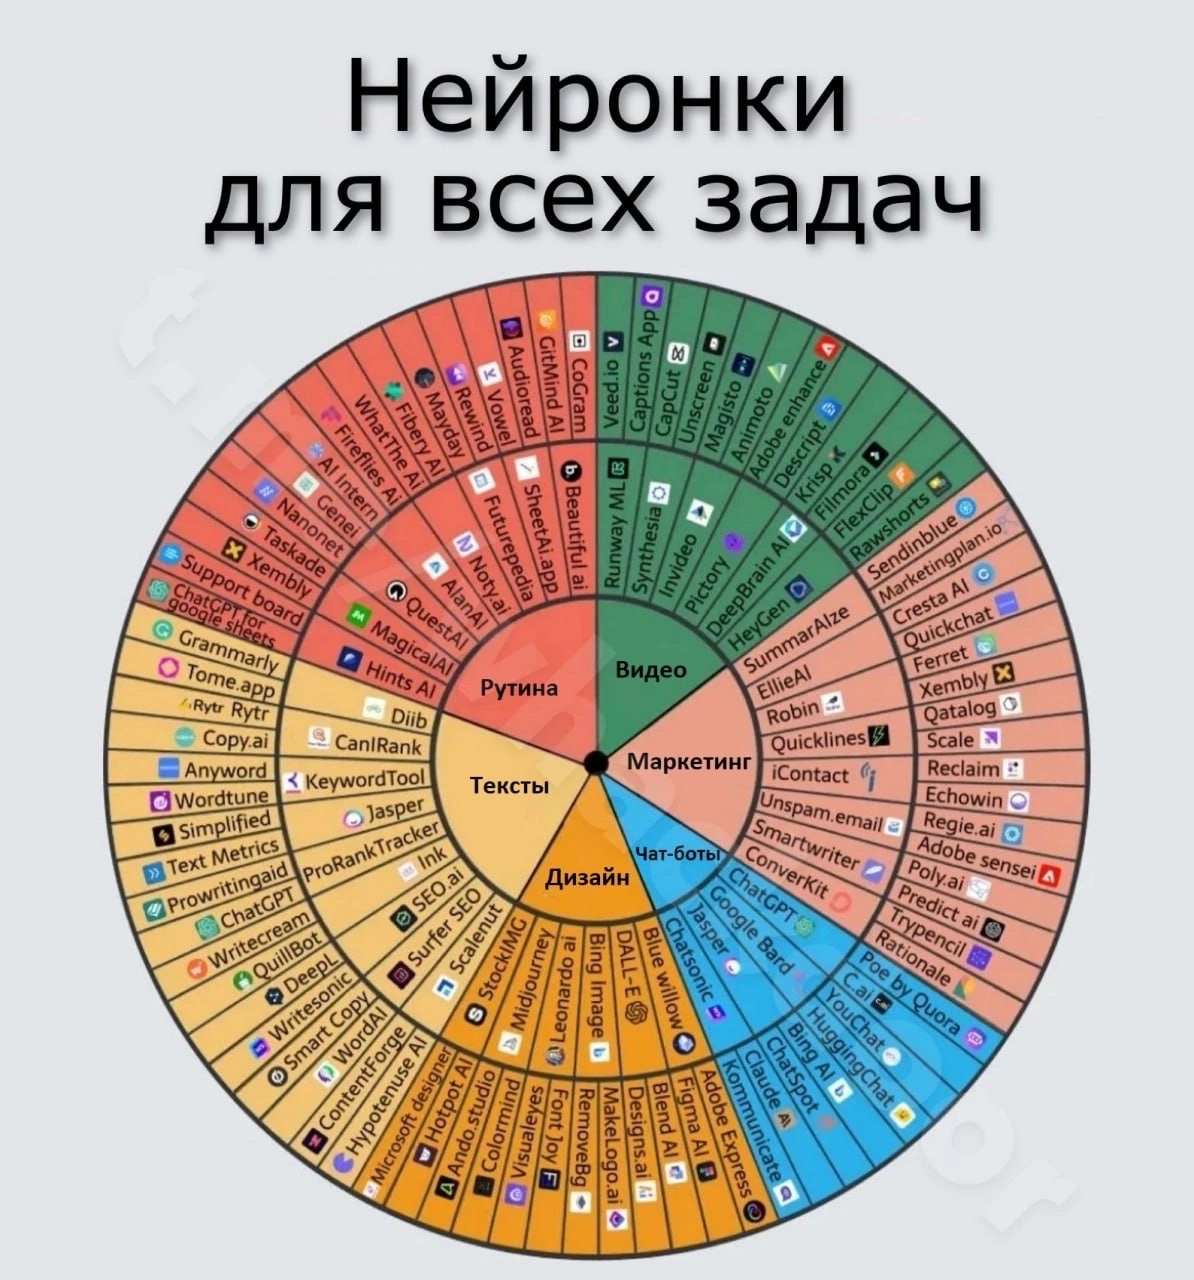 Нейронки
для всех задач
Видео
Маркетинг
Чат-боты
Дизайн
Тексты
Рутина
Runway ML
Synthesia
Invideo
Pictory
DeepBrain AI
HeyGen
Veed.io
Captions App
CapCut
Unscreen
Magisto
Animoto
Adobe enhance
Descript
Krisp
Filmora
FlexClip
Rawshorts
SummarAIze
EllieAI
Robin
Quicklines
iContact
Unspam.email
Smartwriter
ConverKit
Sendinblue
Marketingplan.io
Cresta AI
Quickchat
Ferret
Xembly
Qatalog
Scale
Reclaim
Echowin
Regie.ai
Adobe sensei
Poly.ai
Predict ai
Typencil
Rationale
ChatGPT
Google Bard
Jasper
Chatsonic
Poe by Quora
C.ai
YouChat
HuggingChat
Bing AI
ChatSpot
Claude
Kommunicate
Blue willow
DALL-E
Bing Image
Leonardo ai
Midjourney
StockIMG
Adobe Express
Figma AI
Blend AI
Designs.ai
MakeLogo.ai
RemoveBg
Font Joy
Visualeyes
Colormind
Ando.studio
Hotpot AI
Microsoft designer
Scalenut
Surfer SEO
SEO.ai
Ink
ProRankTracker
Jasper
KeywordTool
CanIRank
Diib
Hypotenuse AI
ContentForge
WordAi
Smart Copy
Writesonic
DeepL
QuillBot
Writecream
ChatGPT
Prowritingaid
Text Metrics
Simplified
Wordtune
Anyword
Copy.ai
Rytr Rytr
Tome.app
Grammarly
Hints AI
MagicalAI
QuestAI
AlanAI
Noty.ai
Futurepedia
SheetAi.app
Beautiful ai
ChatGPT for
google sheets
Support board
Xembly
Taskade
Nanonet
Genei
AI Intern
Fireflies Ai
WhatThe AI
Fibery AI
Mayday
Rewind
Vowel
Audioread
GitMind AI
CoGram